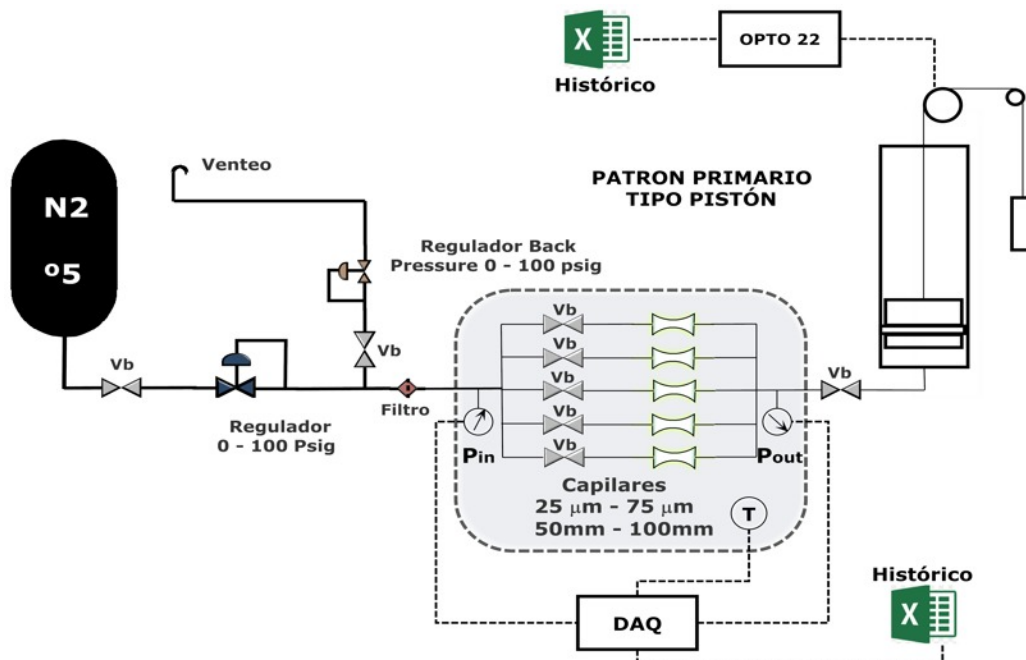 X
Histórico
OPTO 22
Venteo
PATRON PRIMARIO
TIPO PISTÓN
N2
º5
Regulador Back
Pressure 0 - 100 psig
Vb
Vb
Regulador
0 - 100 Psig
Filtro
Vb
Vb
Vb
Vb
Vb
Vb
Pin
Pout
Capilares
25 μm - 75 μm
50mm - 100mm
T
DAQ
Histórico
X